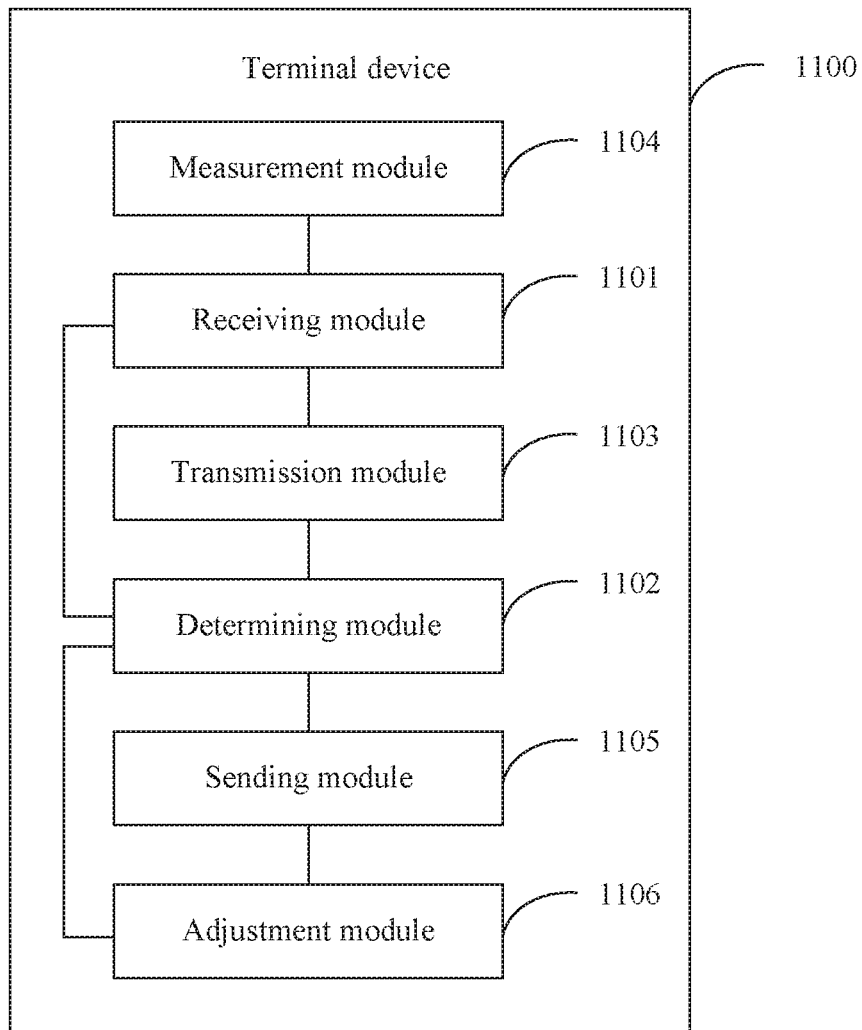 Terminal device
1100
Measurement module
1104
Receiving module
1101
Transmission module
1103
Determining module
1102
Sending module
1105
Adjustment module
1106